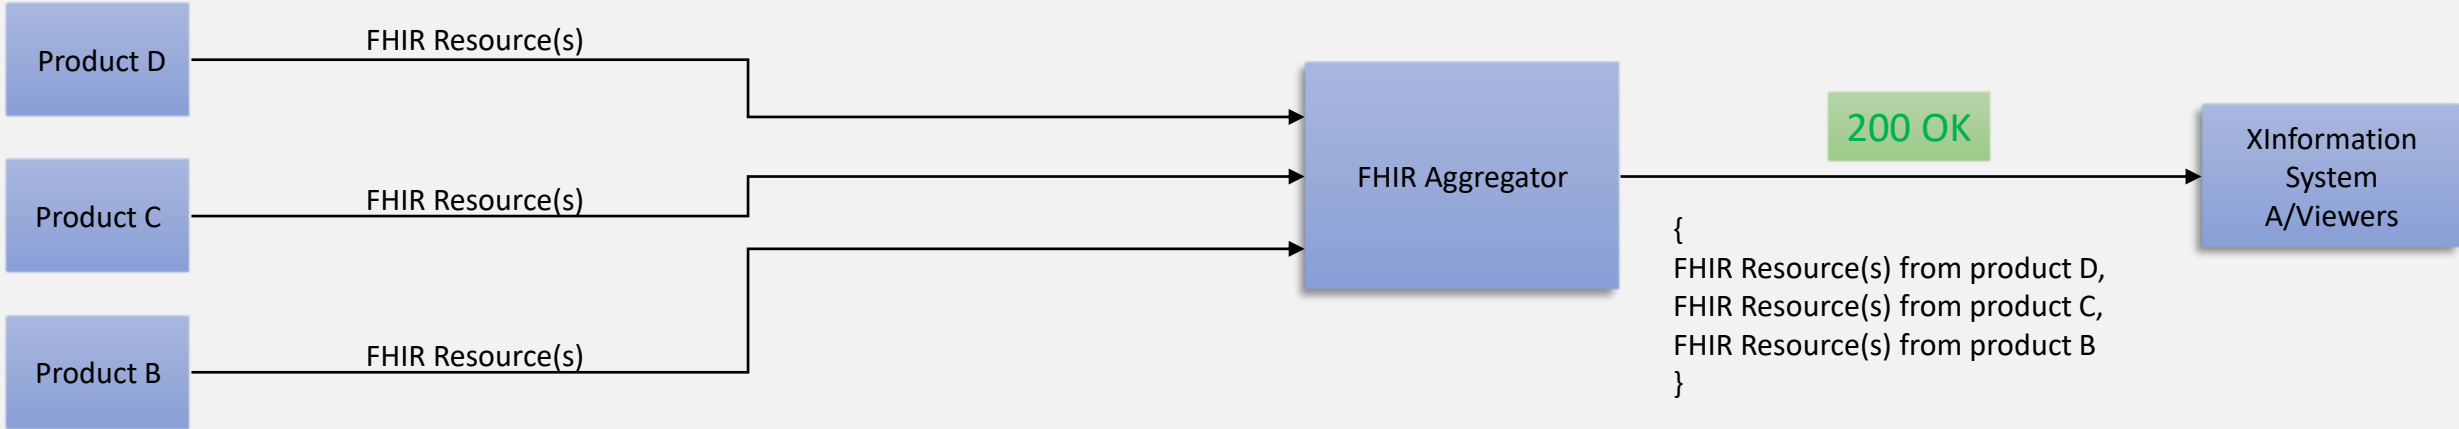 Product D
FHIR Resource(s)
Product C
FHIR Resource(s)
Product B
FHIR Resource(s)
FHIR Aggregator
200 OK
{
FHIR Resource(s) from product D,
FHIR Resource(s) from product C,
FHIR Resource(s) from product B
}
XInformation
System
A/Viewers